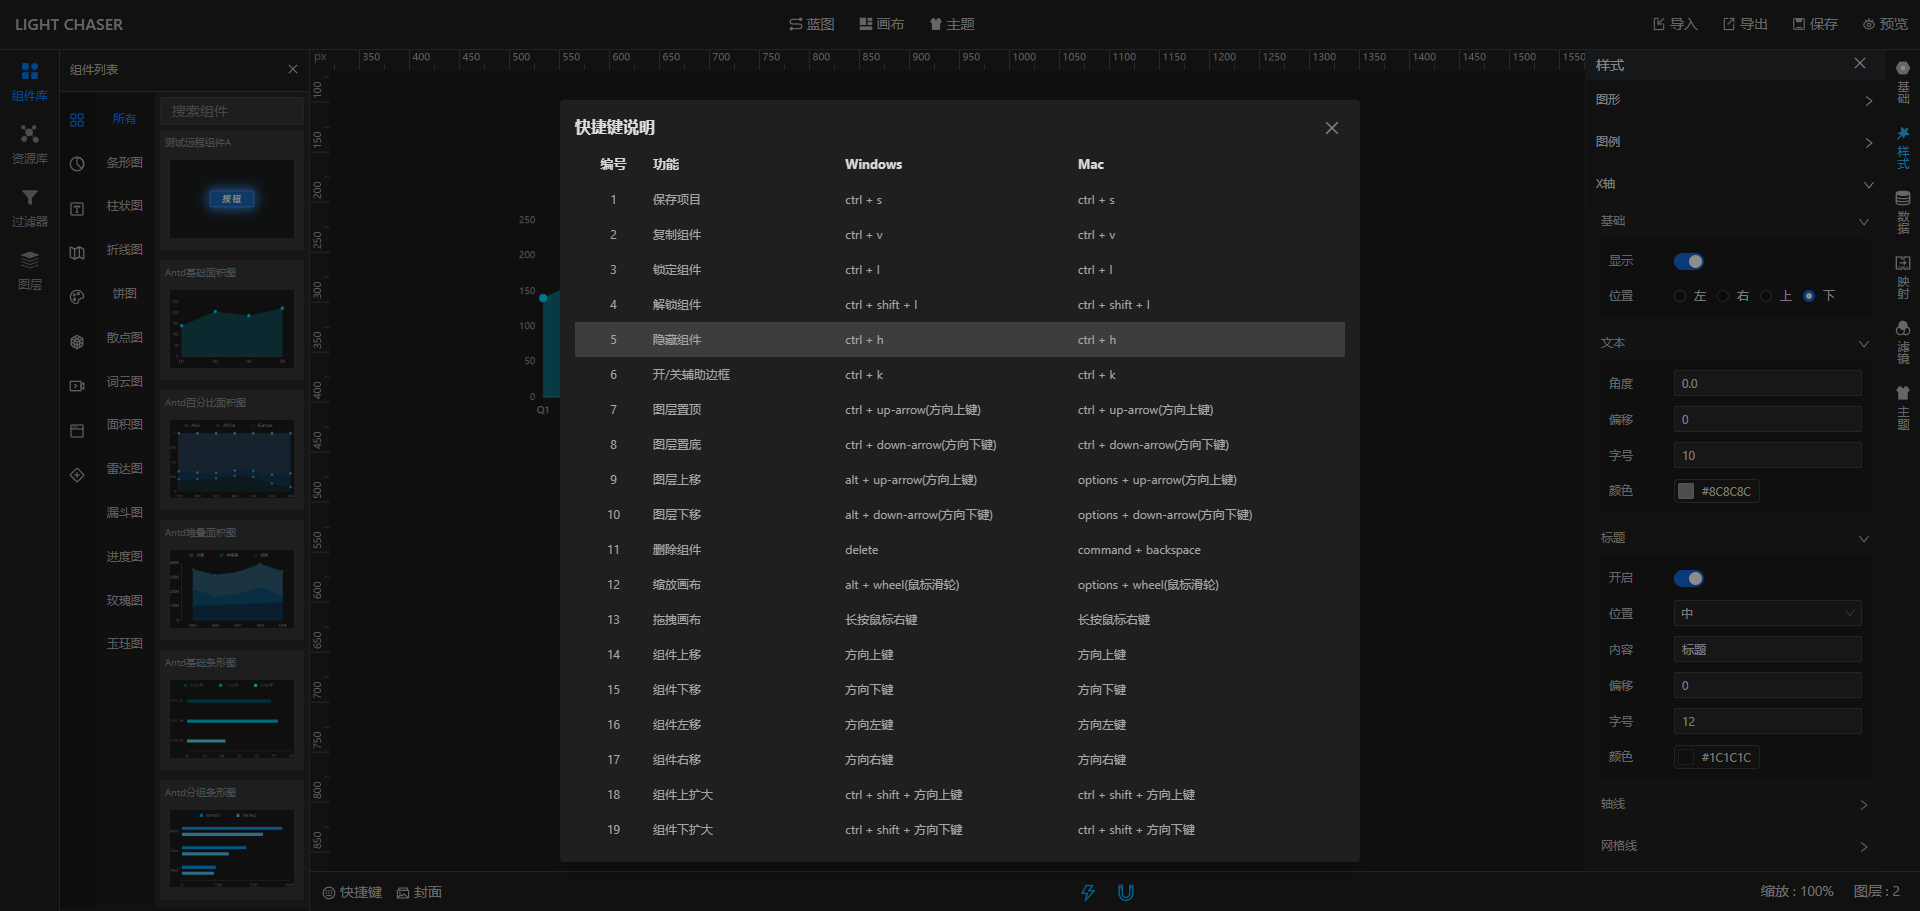 LIGHT CHASER
蓝图 画布 主题
导入 导出 保存 预览
组件库
资源库
过滤器
图层
组件列表
搜索组件
所有
条形图
柱状图
折线图
饼图
散点图
词云图
面积图
雷达图
漏斗图
进度图
玫瑰图
玉珏图
测试远程组件A
按钮
Antd基础面积图
Antd百分比面积图
Antd堆叠面积图
Antd基础条形图
Antd分组条形图
px 350 400 450 500 550 600 650 700 750 800 850 900 950 1000 1050 1100 1150 1200 1250 1300 1350 1400 1450 1500 1550
100
150
200
250
300
350
400
450
500
550
600
650
700
750
800
850
250
200
150
100
50
0
Q1
快捷键说明
编号 功能 Windows Mac
1 保存项目 ctrl + s ctrl + s
2 复制组件 ctrl + v ctrl + v
3 锁定组件 ctrl + l ctrl + l
4 解锁组件 ctrl + shift + l ctrl + shift + l
5 隐藏组件 ctrl + h ctrl + h
6 开/关辅助边框 ctrl + k ctrl + k
7 图层置顶 ctrl + up-arrow(方向上键) ctrl + up-arrow(方向上键)
8 图层置底 ctrl + down-arrow(方向下键) ctrl + down-arrow(方向下键)
9 图层上移 alt + up-arrow(方向上键) options + up-arrow(方向上键)
10 图层下移 alt + down-arrow(方向下键) options + down-arrow(方向下键)
11 删除组件 delete command + backspace
12 缩放画布 alt + wheel(鼠标滑轮) options + wheel(鼠标滑轮)
13 拖拽画布 长按鼠标右键 长按鼠标右键
14 组件上移 方向上键 方向上键
15 组件下移 方向下键 方向下键
16 组件左移 方向左键 方向左键
17 组件右移 方向右键 方向右键
18 组件上扩大 ctrl + shift + 方向上键 ctrl + shift + 方向上键
19 组件下扩大 ctrl + shift + 方向下键 ctrl + shift + 方向下键
样式
图形
图例
X轴
基础
显示
位置 左 右 上 下
文本
角度 0.0
偏移 0
字号 10
颜色 #8C8C8C
标题
开启
位置 中
内容 标题
偏移 0
字号 12
颜色 #1C1C1C
轴线
网格线
基础
样式
数据
映射
滤镜
主题
快捷键 封面
缩放 : 100% 图层 : 2